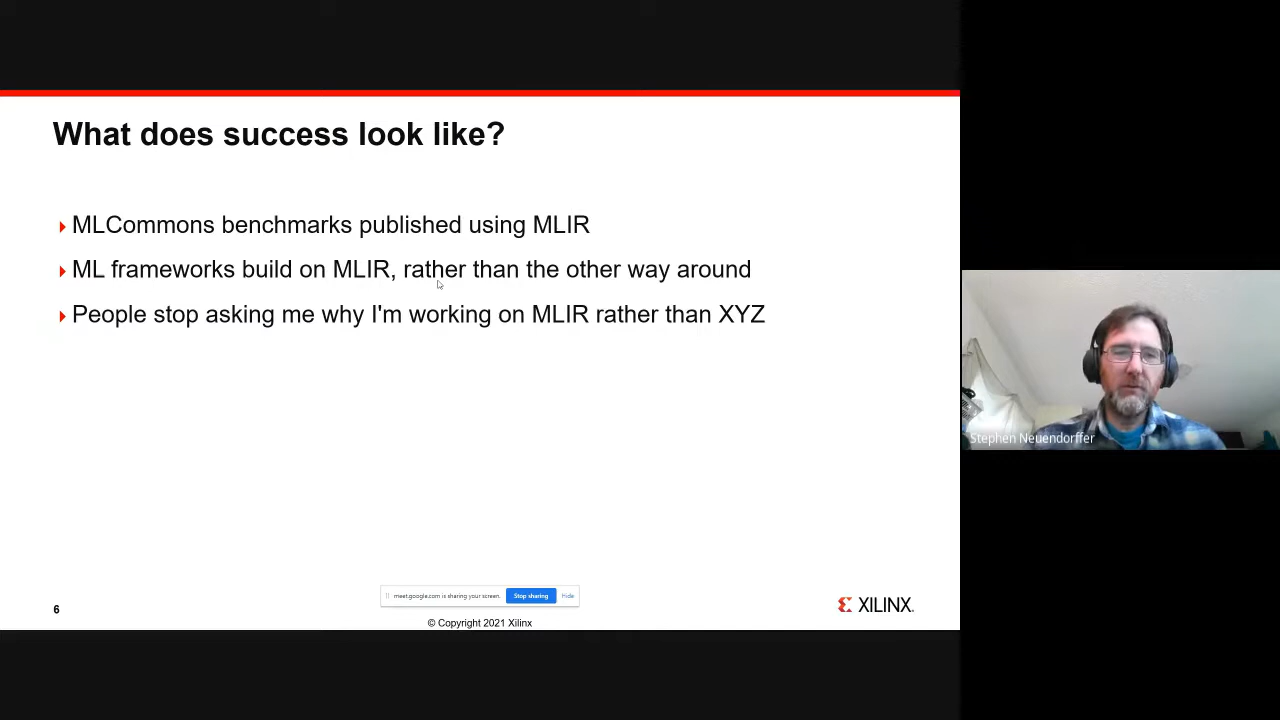 What does success look like?
MLCommons benchmarks published using MLIR
ML frameworks build on MLIR, rather than the other way around
People stop asking me why I'm working on MLIR rather than XYZ
Stephen Neuendorffer
meet.google.com is sharing your screen. Stop sharing Hide
6
XILINX.
© Copyright 2021 Xilinx